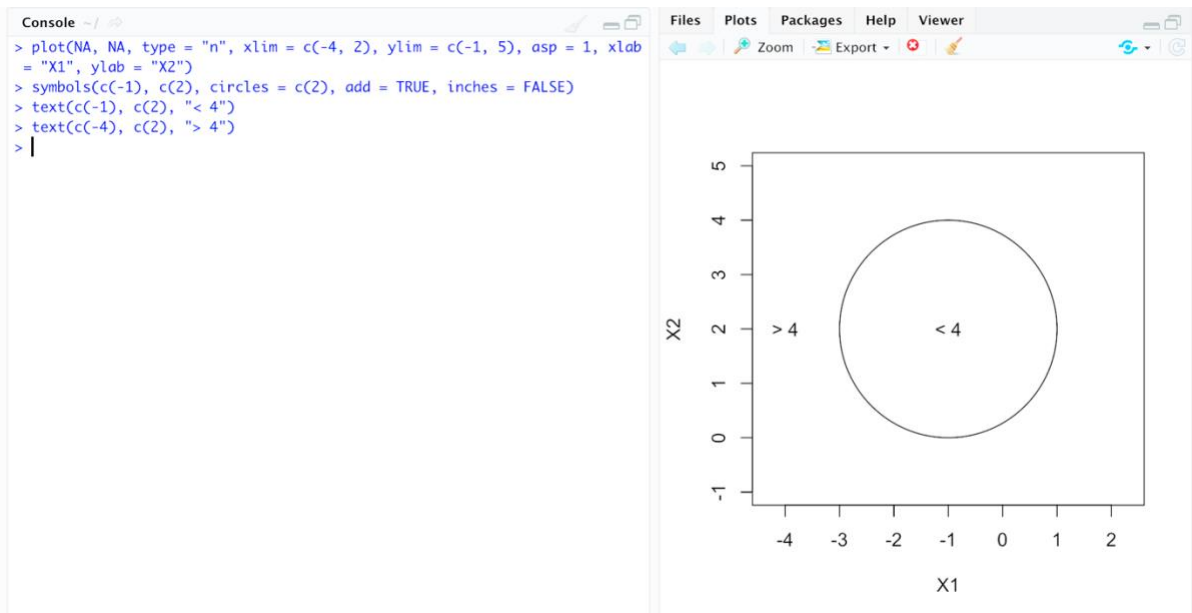 Console ~/
> plot(NA, NA, type = "n", xlim = c(-4, 2), ylim = c(-1, 5), asp = 1, xlab
= "X1", ylab = "X2")
> symbols(c(-1), c(2), circles = c(2), add = TRUE, inches = FALSE)
> text(c(-1), c(2), "< 4")
> text(c(-4), c(2), "> 4")
>
Files Plots Packages Help Viewer
Zoom Export
5
4
3
2
1
0
-1
X2
> 4
< 4
-4 -3 -2 -1 0 1 2
X1